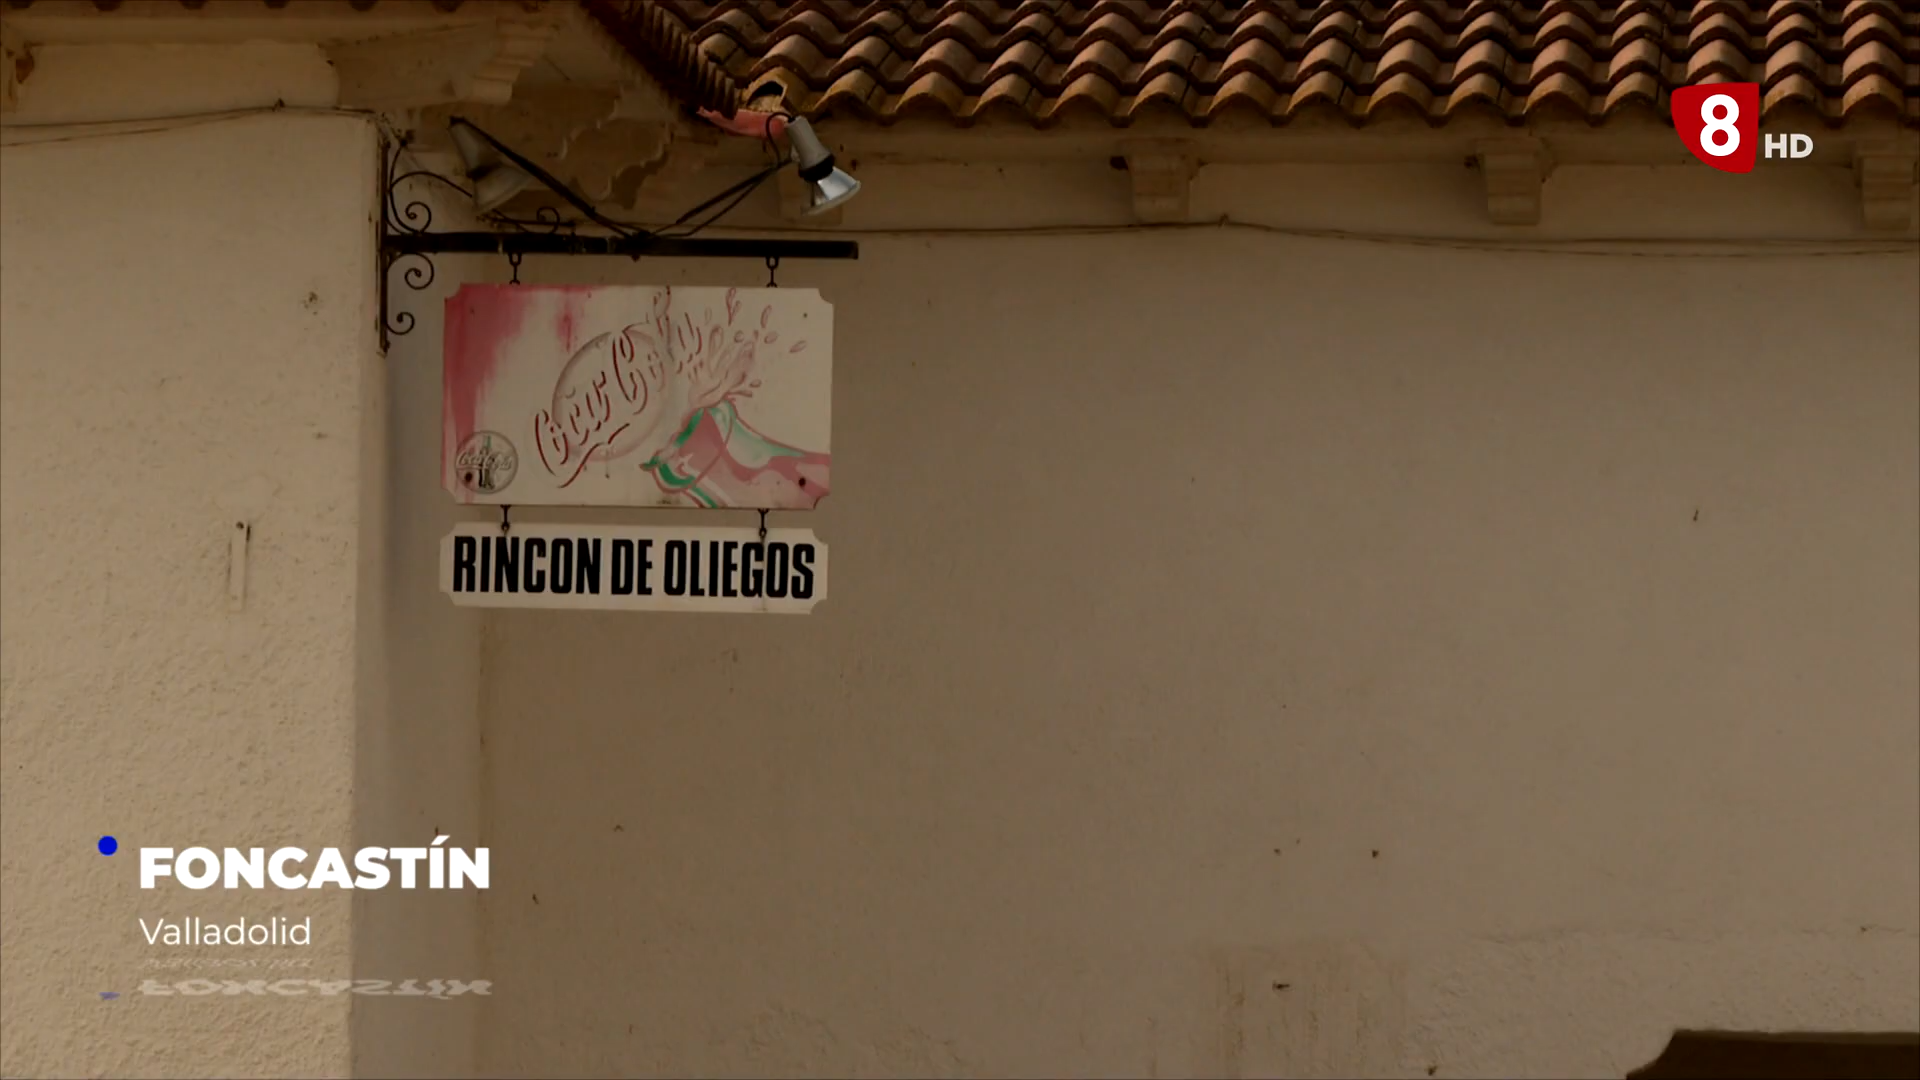 8 HD
Coca Cola
Coca-Cola
RINCON DE OLIEGOS
FONCASTÍN
Valladolid